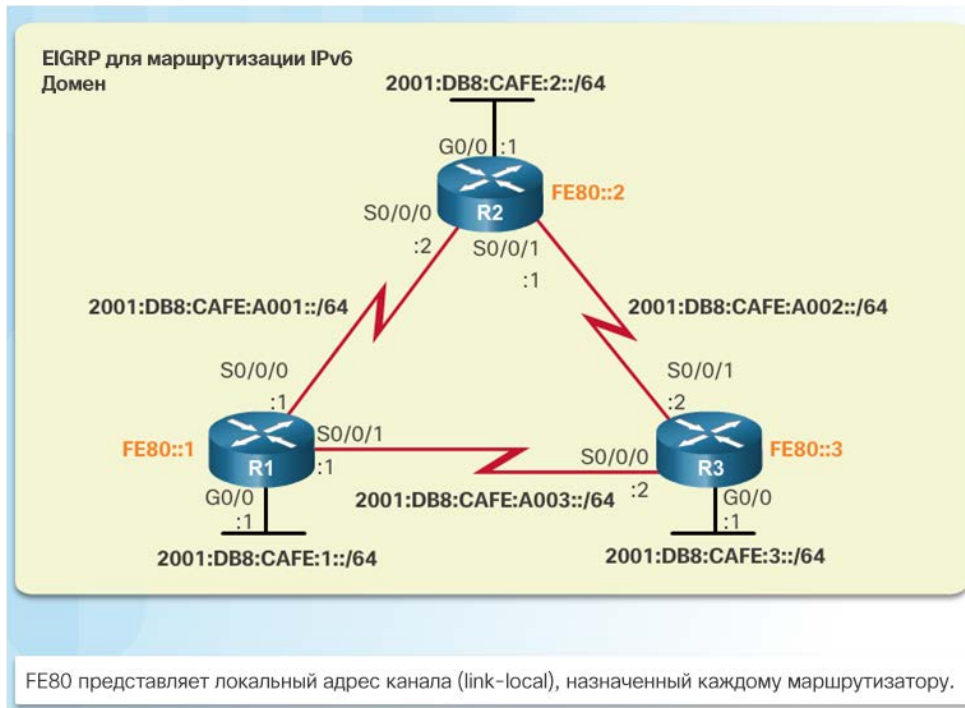 EIGRP для маршрутизации IPv6
Домен
2001:DB8:CAFE:2::/64
G0/0 :1
R2
FE80::2
S0/0/0
:2
S0/0/1
:1
2001:DB8:CAFE:A001::/64
2001:DB8:CAFE:A002::/64
S0/0/0
:1
S0/0/1
:2
FE80::1
R1
S0/0/1
:1
S0/0/0
:2
R3
FE80::3
2001:DB8:CAFE:A003::/64
G0/0
:1
G0/0
:1
2001:DB8:CAFE:1::/64
2001:DB8:CAFE:3::/64
FE80 представляет локальный адрес канала (link-local), назначенный каждому маршрутизатору.